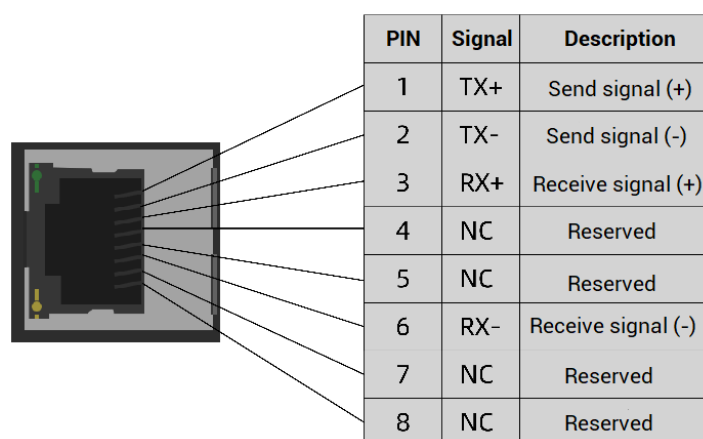 PIN Signal Description
1 TX+ Send signal (+)
2 TX- Send signal (-)
3 RX+ Receive signal (+)
4 NC Reserved
5 NC Reserved
6 RX- Receive signal (-)
7 NC Reserved
8 NC Reserved